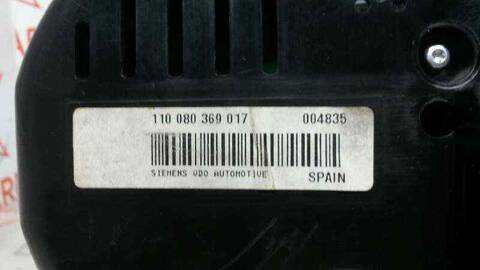 110 080 369 017 004835
SIEMENS VDO AUTOMOTIVE SPAIN